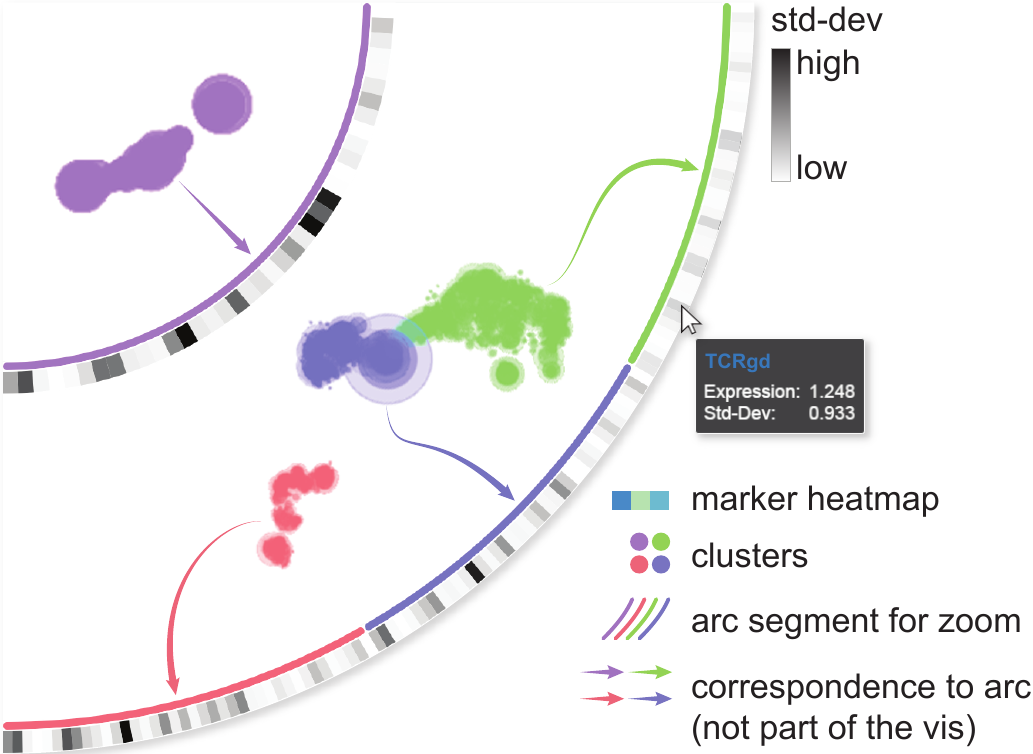 std-dev
high
low
TCRgd
Expression: 1.248
Std-Dev: 0.933
marker heatmap
clusters
arc segment for zoom
correspondence to arc
(not part of the vis)